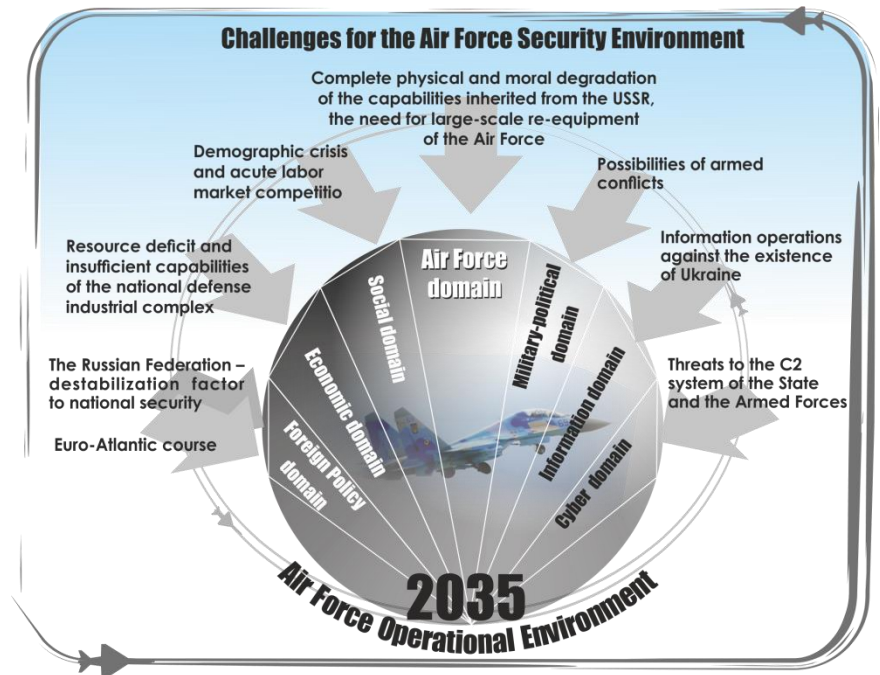 Challenges for the Air Force Security Environment
Complete physical and moral degradation
of the capabilities inherited from the USSR,
the need for large-scale re-equipment
of the Air Force
Demographic crisis
and acute labor
market competitio
Possibilities of armed
conflicts
Resource deficit and
insufficient capabilities
of the national defense
industrial complex
Information operations
against the existence
of Ukraine
The Russian Federation –
destabilization factor
to national security
Euro-Atlantic course
Threats to the C2
system of the State
and the Armed Forces
Foreign Policy
domain
Economic domain
Social domain
Air Force
domain
Military-political
domain
Information domain
Cyber domain
2035
Air Force Operational Environment